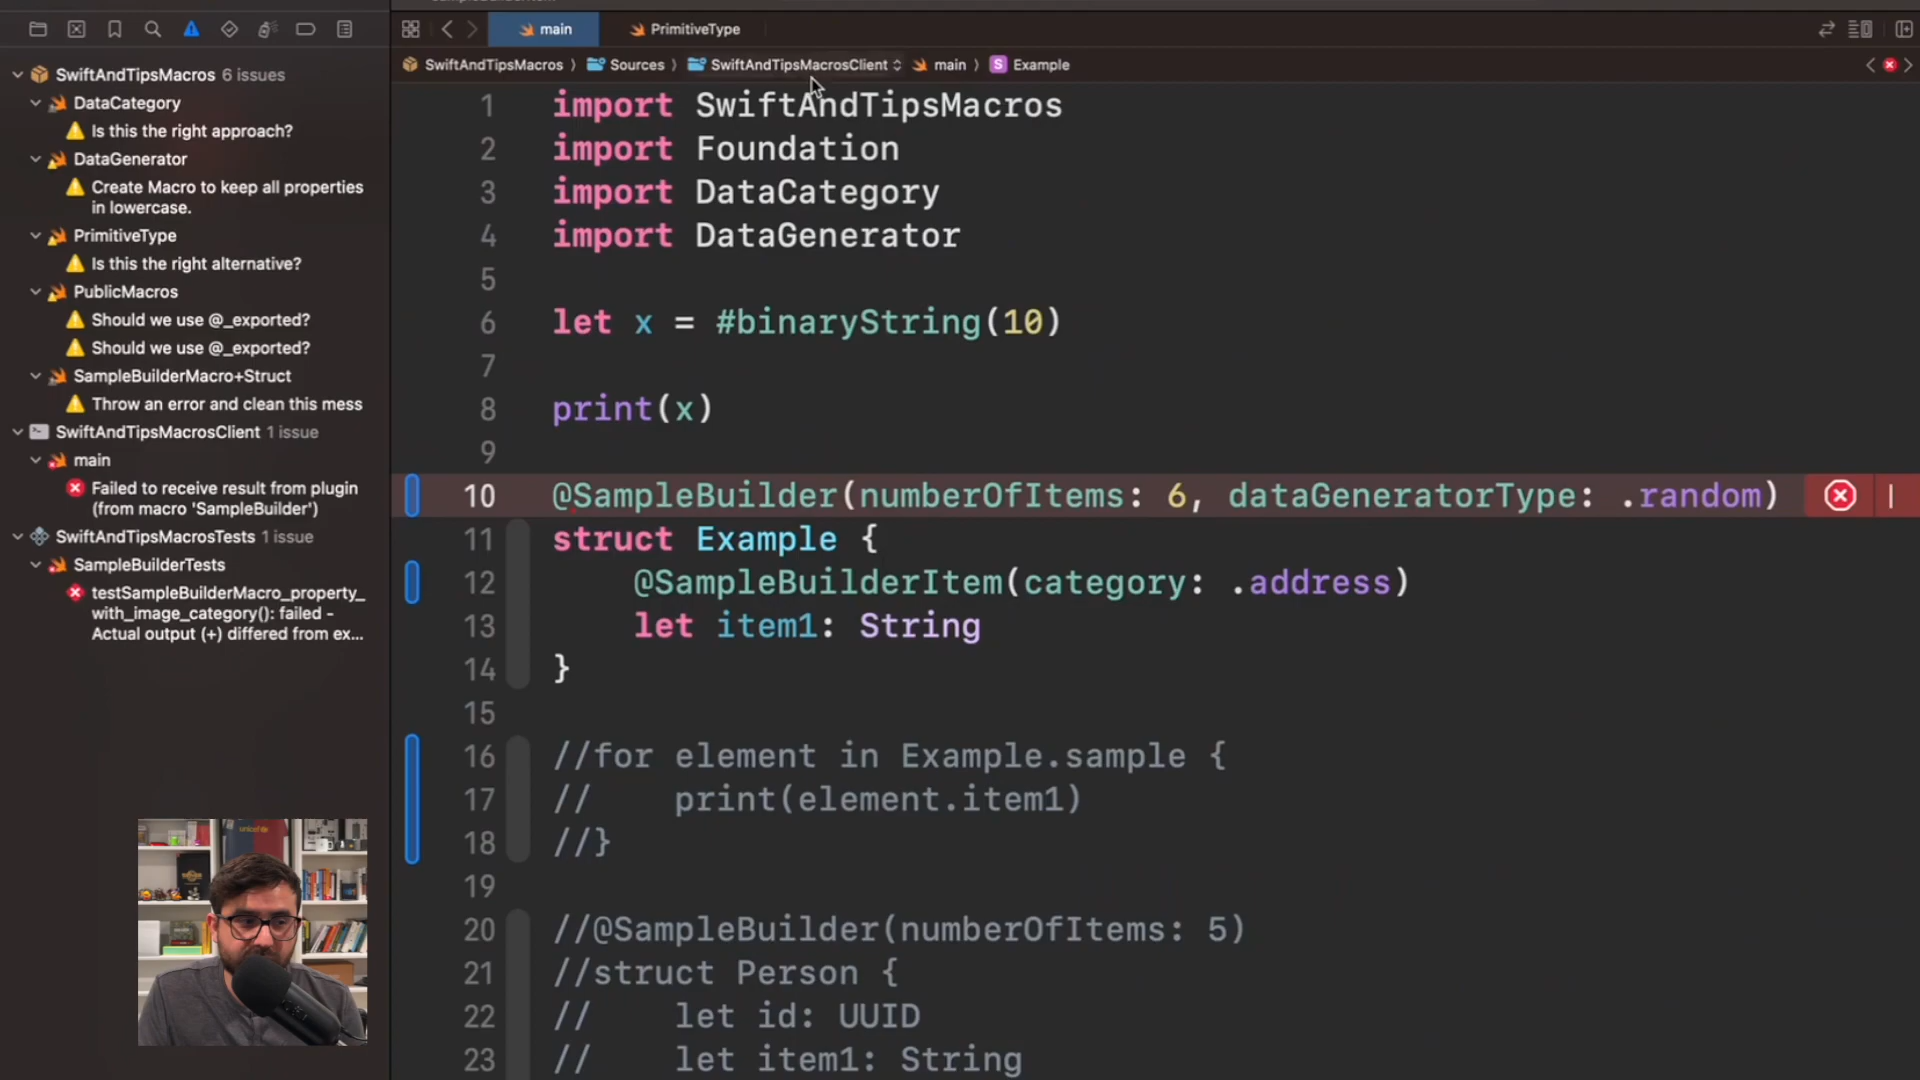 main
PrimitiveType
SwiftAndTipsMacros
Sources
SwiftAndTipsMacrosClient
main
Example
SwiftAndTipsMacros 6 issues
DataCategory
Is this the right approach?
DataGenerator
Create Macro to keep all properties
in lowercase.
PrimitiveType
Is this the right alternative?
PublicMacros
Should we use @_exported?
Should we use @_exported?
SampleBuilderMacro+Struct
Throw an error and clean this mess
SwiftAndTipsMacrosClient 1 issue
main
Failed to receive result from plugin
(from macro 'SampleBuilder')
SwiftAndTipsMacrosTests 1 issue
SampleBuilderTests
testSampleBuilderMacro_property_
with_image_category(): failed -
Actual output (+) differed from ex...
unicef
1 import SwiftAndTipsMacros
2 import Foundation
3 import DataCategory
4 import DataGenerator
5
6 let x = #binaryString(10)
7
8 print(x)
9
10 @SampleBuilder(numberOfItems: 6, dataGeneratorType: .random)
11 struct Example {
12 @SampleBuilderItem(category: .address)
13 let item1: String
14 }
15
16 //for element in Example.sample {
17 //    print(element.item1)
18 //}
19
20 //@SampleBuilder(numberOfItems: 5)
21 //struct Person {
22 //    let id: UUID
23 //    let item1: String